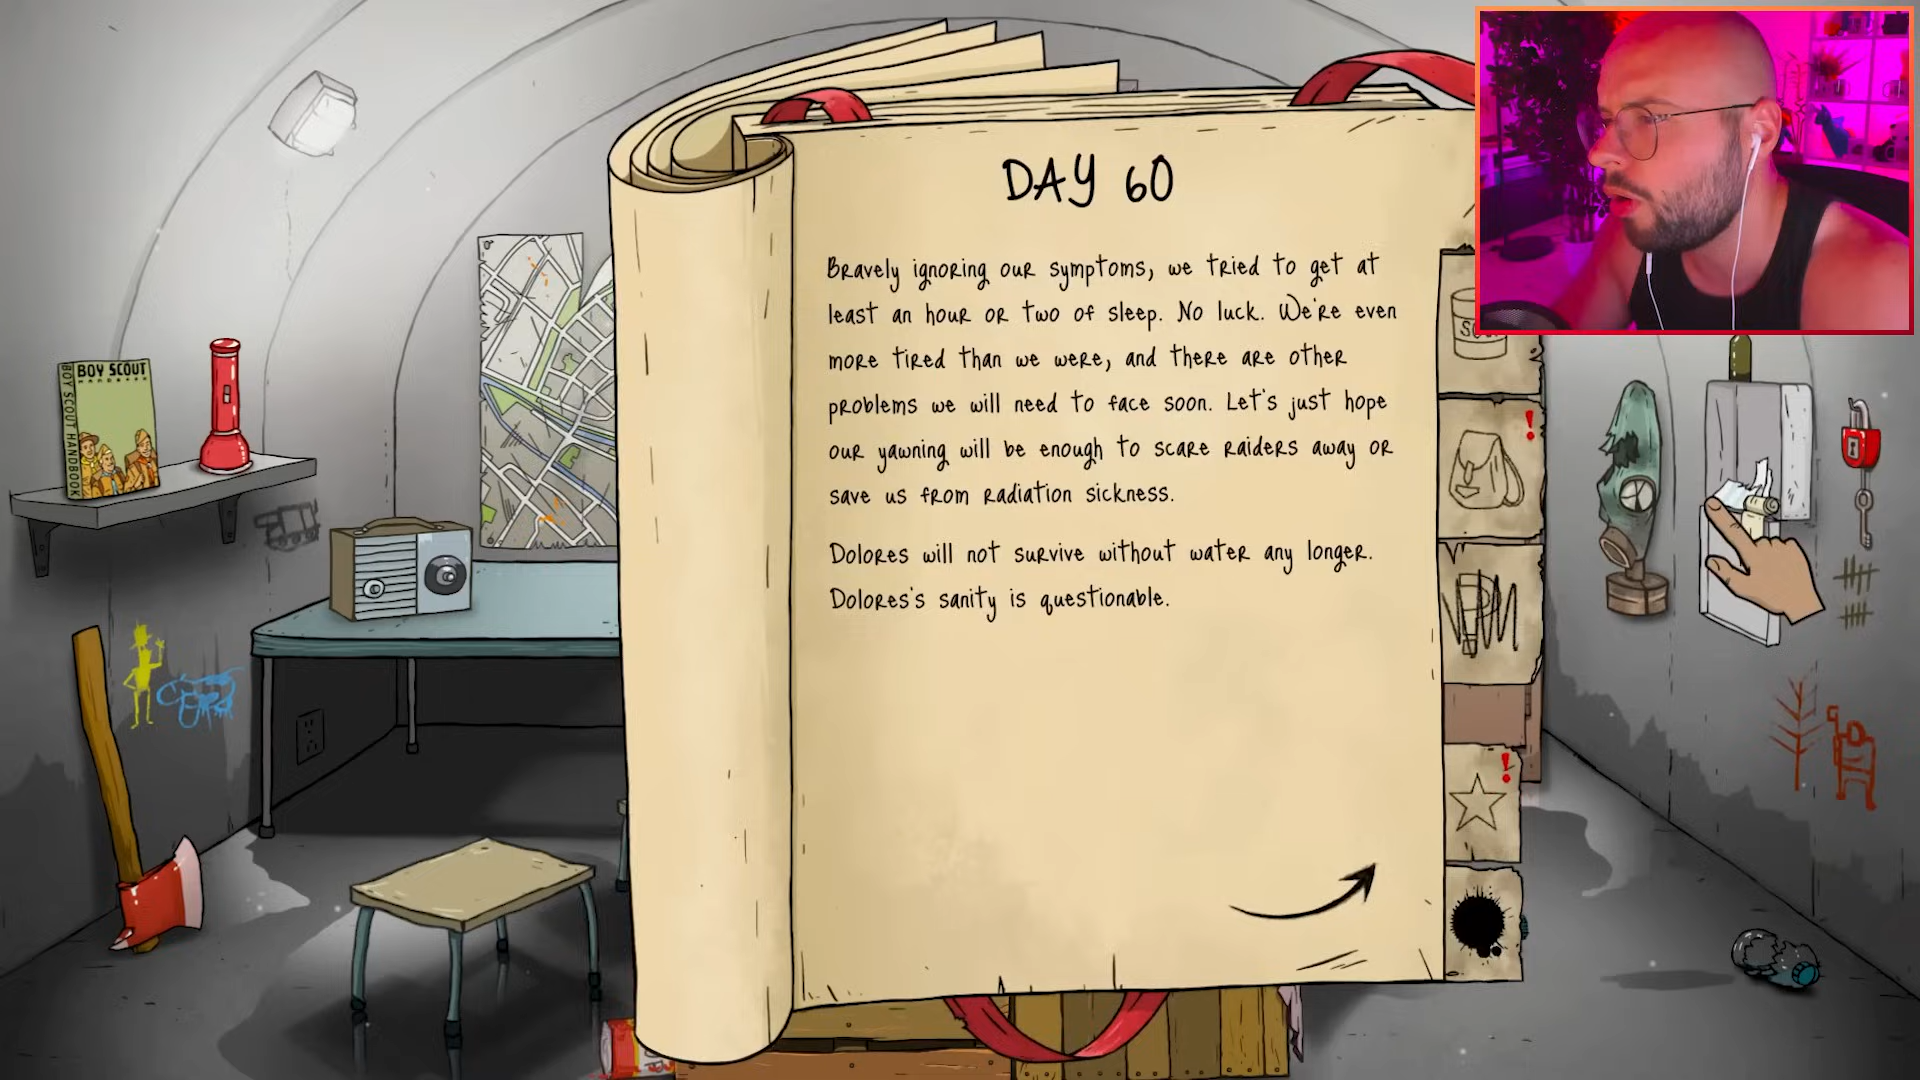 DAY 60
Bravely ignoring our symptoms, we tried to get at
least an hour or two of sleep. No luck. We're even
more tired than we were, and there are other
problems we will need to face soon. Let's just hope
our yawning will be enough to scare raiders away or
save us from radiation sickness.
Dolores will not survive without water any longer.
Dolores's sanity is questionable.
BOY SCOUT
BOY SCOUT HANDBOOK